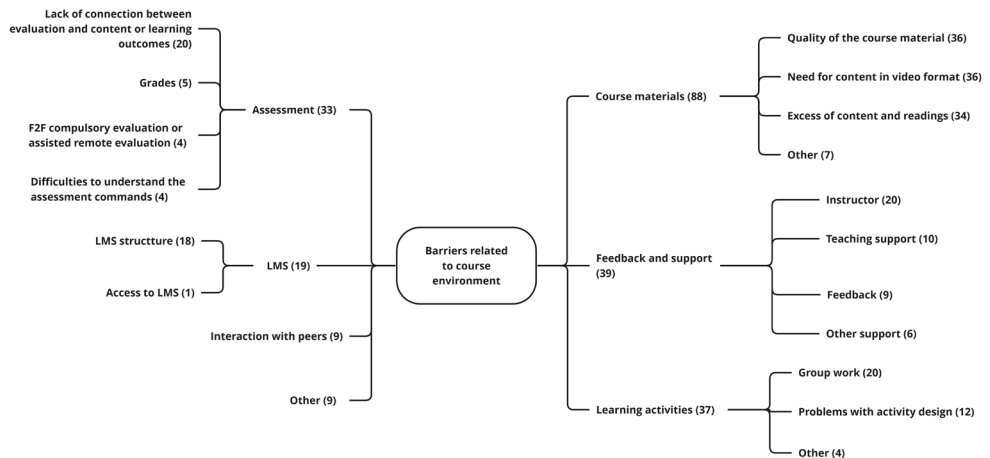 Lack of connection between
evaluation and content or learning
outcomes (20)
Grades (5)
F2F compulsory evaluation or
assisted remote evaluation (4)
Difficulties to understand the
assessment commands (4)
Assessment (33)
LMS structture (18)
Access to LMS (1)
LMS (19)
Interaction with peers (9)
Other (9)
Barriers related
to course
environment
Course materials (88)
Quality of the course material (36)
Need for content in video format (36)
Excess of content and readings (34)
Other (7)
Feedback and support
(39)
Instructor (20)
Teaching support (10)
Feedback (9)
Other support (6)
Learning activities (37)
Group work (20)
Problems with activity design (12)
Other (4)